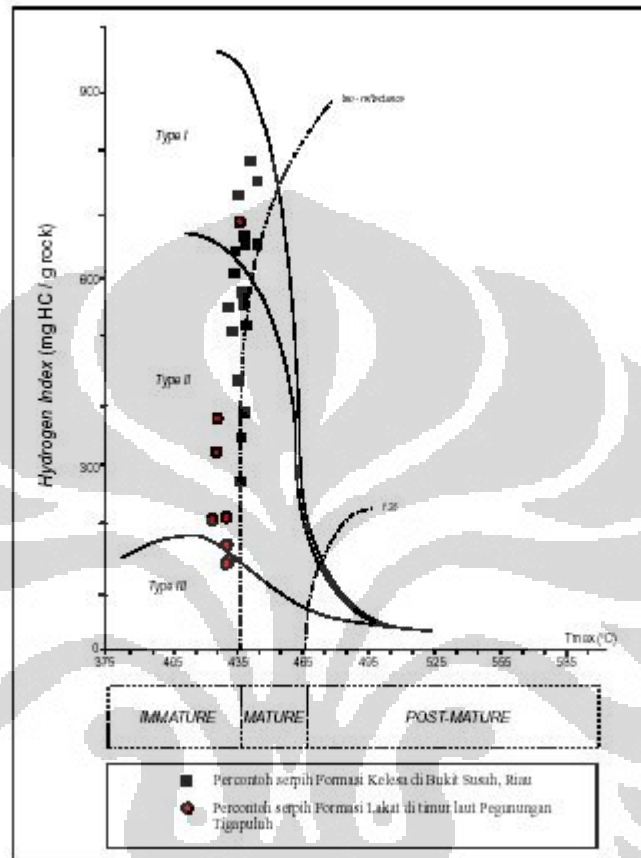 Hydrogen Index (mg HC / g rock)
900
600
300
0
Type I
Type II
Type III
Iso - reflectance
375 405 435 465 495 525 555 585
Tmax (°C)
IMMATURE MATURE POST-MATURE
Percontoh serpih Formasi Kelesa di Bukit Susah, Riau
Percontoh serpih Formasi Lakat di timur laut Pegunungan
Tigapuluh